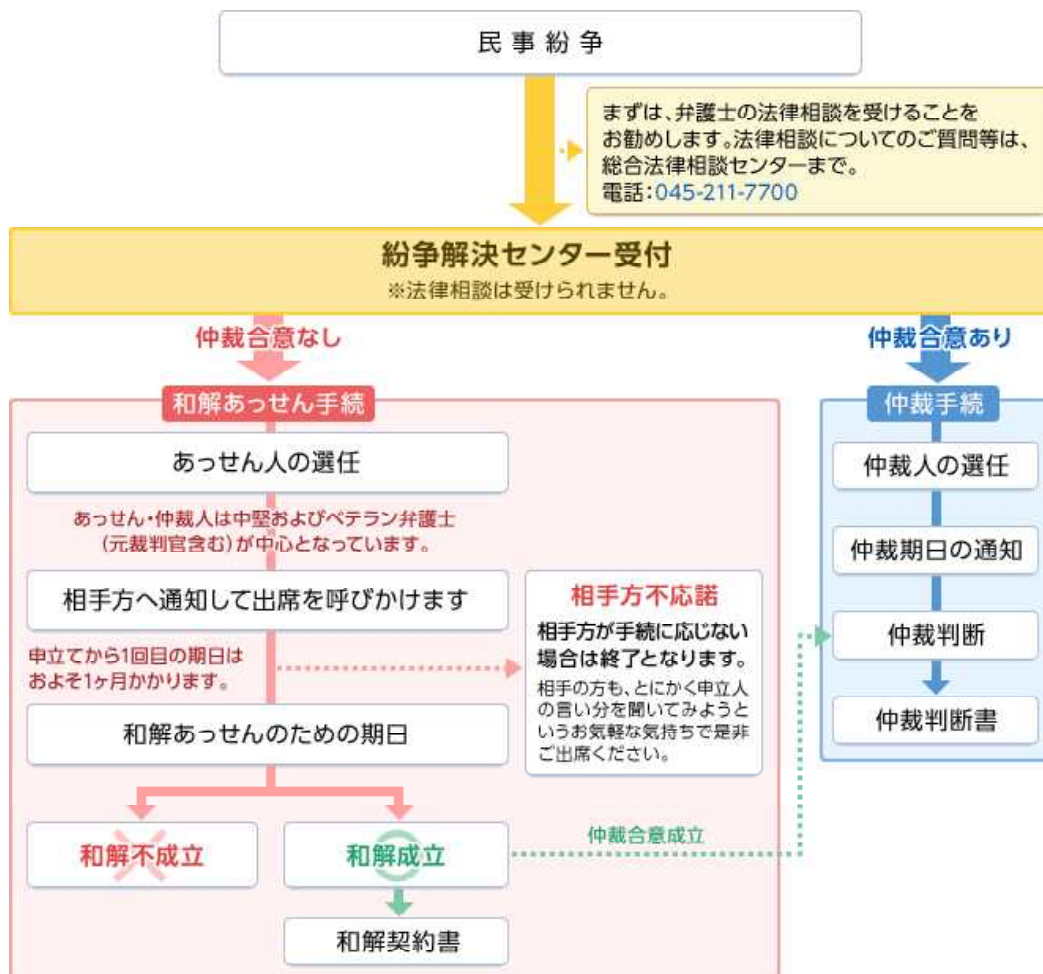 民事紛争
まずは、弁護士の法律相談を受けることを
お勧めします。法律相談についてのご質問等は、
総合法律相談センターまで。
電話：045-211-7700
紛争解決センター受付
※法律相談は受けられません。
仲裁合意なし
仲裁合意あり
和解あっせん手続
あっせん人の選任
あっせん・仲裁人は中堅およびベテラン弁護士
(元裁判官含む)が中心となっています。
相手方へ通知して出席を呼びかけます
申立てから1回目の期日は
およそ1ヶ月かかります。
相手方不応諾
相手方が手続に応じない
場合は終了となります。
相手の方も、とにかく申立人
の言い分を聞いてみようと
いうお気軽な気持ちで是非
ご出席ください。
和解あっせんのための期日
和解不成立
和解成立
仲裁合意成立
和解契約書
仲裁手続
仲裁人の選任
仲裁期日の通知
仲裁判断
仲裁判断書